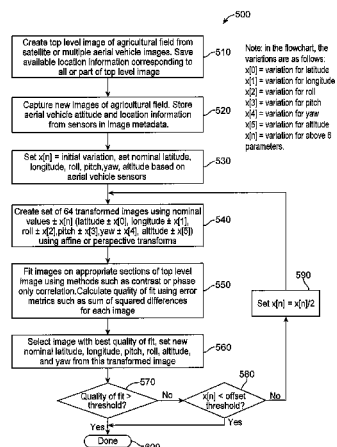 500
Create top level image of agricultural field from
satellite or multiple aerial vehicle images. Save
available location information corresponding to
all or part of top level image
510
Note: in the flowchart, the
variations are as follows:
x[0] = variation for latitude
x[1] = variation for longitude
x[2] = variation for roll
x[3] = variation for pitch
x[4] = variation for yaw
x[5] = variation for altitude
x[n] = variation for above 6
parameters.
Capture new images of agricultural field. Store
aerial vehicle attitude and location information
from sensors in image metadata.
520
Set x[n] = initial variation, set nominal latitude,
longitude, roll, pitch,yaw, altitude based on
aerial vehicle sensors
530
Create set of 64 transformed images using nominal
values ± x[n] (latitude ± x[0], longitude ± x[1],
roll ± x[2],pitch ± x[3],yaw ± x[4], altitude ± x[5])
using affine or perspective transforms
540
Fit images on appropriate sections of top level
image using methods such as contrast or phase
only correlation. Calculate quality of fit using error
metrics such as sum of squared differences
for each image
550
590
Set x[n] = x[n]/2
Select image with best quality of fit, set new
nominal latitude, longitude, pitch, roll, altitude,
and yaw from this transformed image
560
570
Quality of fit >
threshold?
No
580
x[n] < offset
threshold?
No
Yes
Yes
Done
600